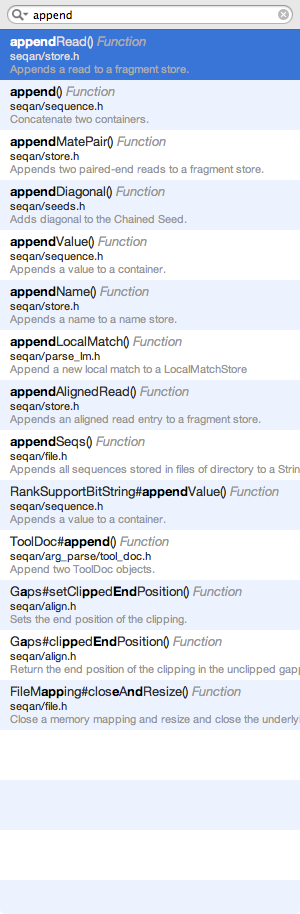 append
appendRead() Function
seqan/store.h
Appends a read to a fragment store.
append() Function
seqan/sequence.h
Concatenate two containers.
appendMatePair() Function
seqan/store.h
Appends two paired-end reads to a fragment store.
appendDiagonal() Function
seqan/seeds.h
Adds diagonal to the Chained Seed.
appendValue() Function
seqan/sequence.h
Appends a value to a container.
appendName() Function
seqan/store.h
Appends a name to a name store.
appendLocalMatch() Function
seqan/parse_lm.h
Append a new local match to a LocalMatchStore
appendAlignedRead() Function
seqan/store.h
Appends an aligned read entry to a fragment store.
appendSeqs() Function
seqan/file.h
Appends all sequences stored in files of directory to a Strin
RankSupportBitString#appendValue() Function
seqan/sequence.h
Appends a value to a container.
ToolDoc#append() Function
seqan/arg_parse/tool_doc.h
Append two ToolDoc objects.
Gaps#setClippedEndPosition() Function
seqan/align.h
Sets the end position of the clipping.
Gaps#clippedEndPosition() Function
seqan/align.h
Return the end position of the clipping in the unclipped gapp
FileMapping#closeAndResize() Function
seqan/file.h
Close a memory mapping and resize and close the underlyi